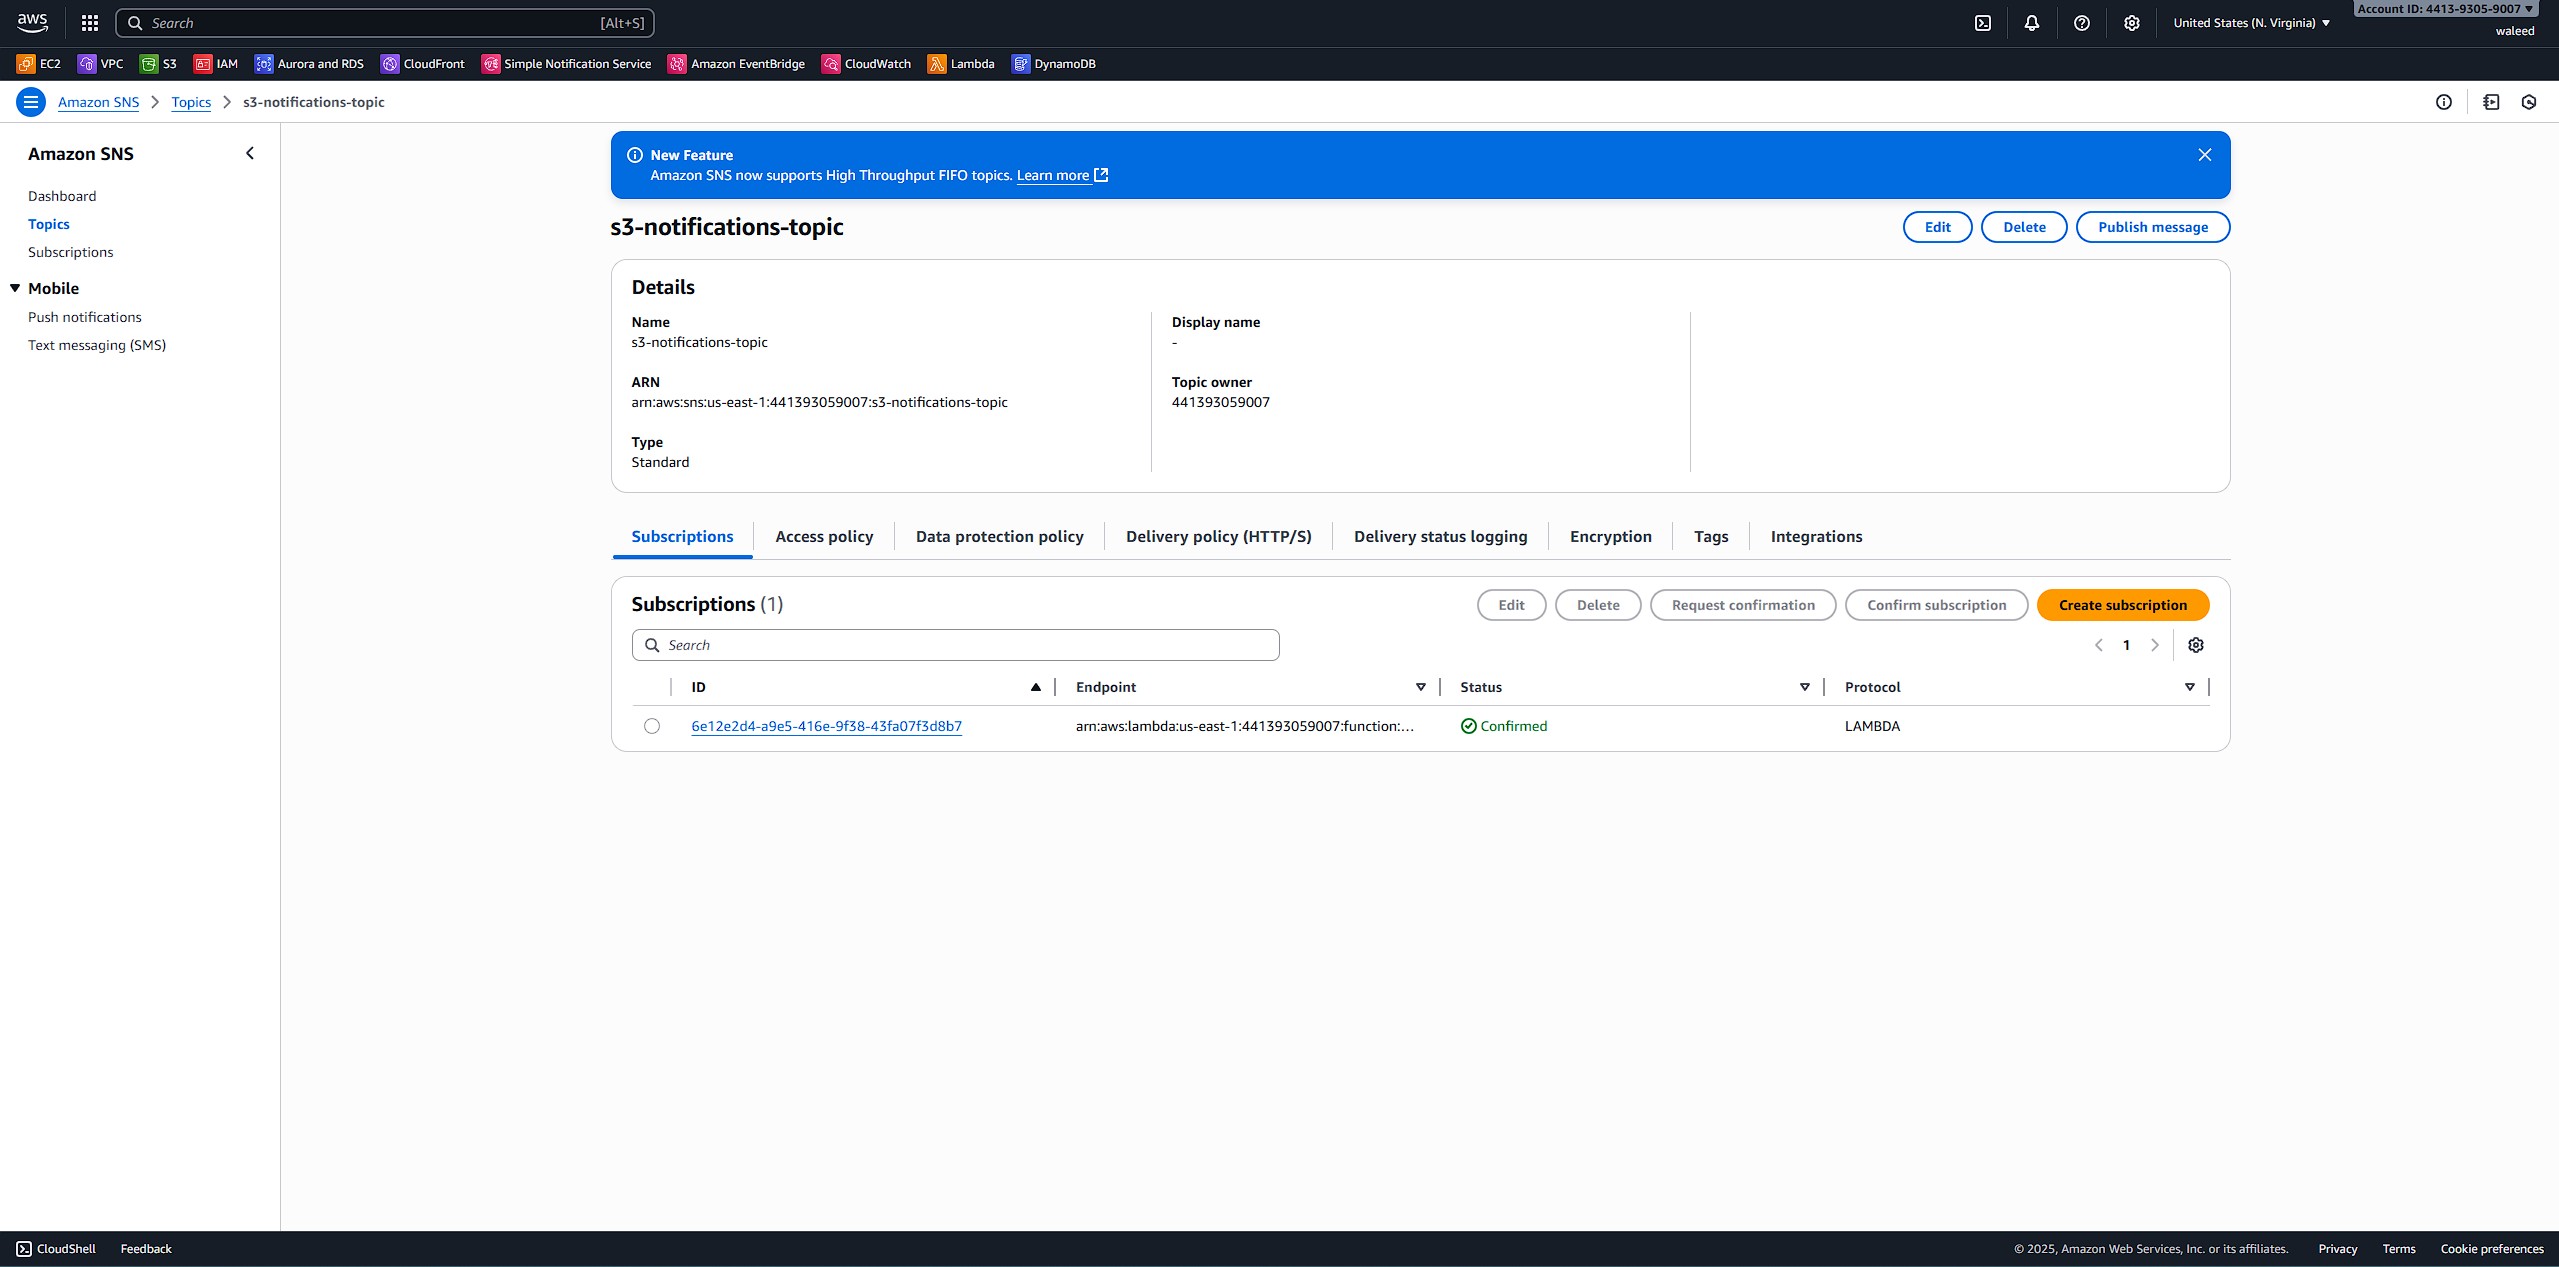 aws
Search [Alt+S]
United States (N. Virginia)
Account ID: 4413-9305-9007
waleed
EC2 VPC S3 IAM Aurora and RDS CloudFront Simple Notification Service Amazon EventBridge CloudWatch Lambda DynamoDB
Amazon SNS Topics s3-notifications-topic
Amazon SNS
Dashboard
Topics
Subscriptions
Mobile
Push notifications
Text messaging (SMS)
New Feature
Amazon SNS now supports High Throughput FIFO topics. Learn more
s3-notifications-topic
Edit Delete Publish message
Details
Name
s3-notifications-topic
ARN
arn:aws:sns:us-east-1:441393059007:s3-notifications-topic
Type
Standard
Display name
-
Topic owner
441393059007
Subscriptions Access policy Data protection policy Delivery policy (HTTP/S) Delivery status logging Encryption Tags Integrations
Subscriptions (1)
Edit Delete Request confirmation Confirm subscription Create subscription
Search
1
ID Endpoint Status Protocol
6e12e2d4-a9e5-416e-9f38-43fa07f3d8b7 arn:aws:lambda:us-east-1:441393059007:function:... Confirmed LAMBDA
CloudShell Feedback
© 2025, Amazon Web Services, Inc. or its affiliates. Privacy Terms Cookie preferences